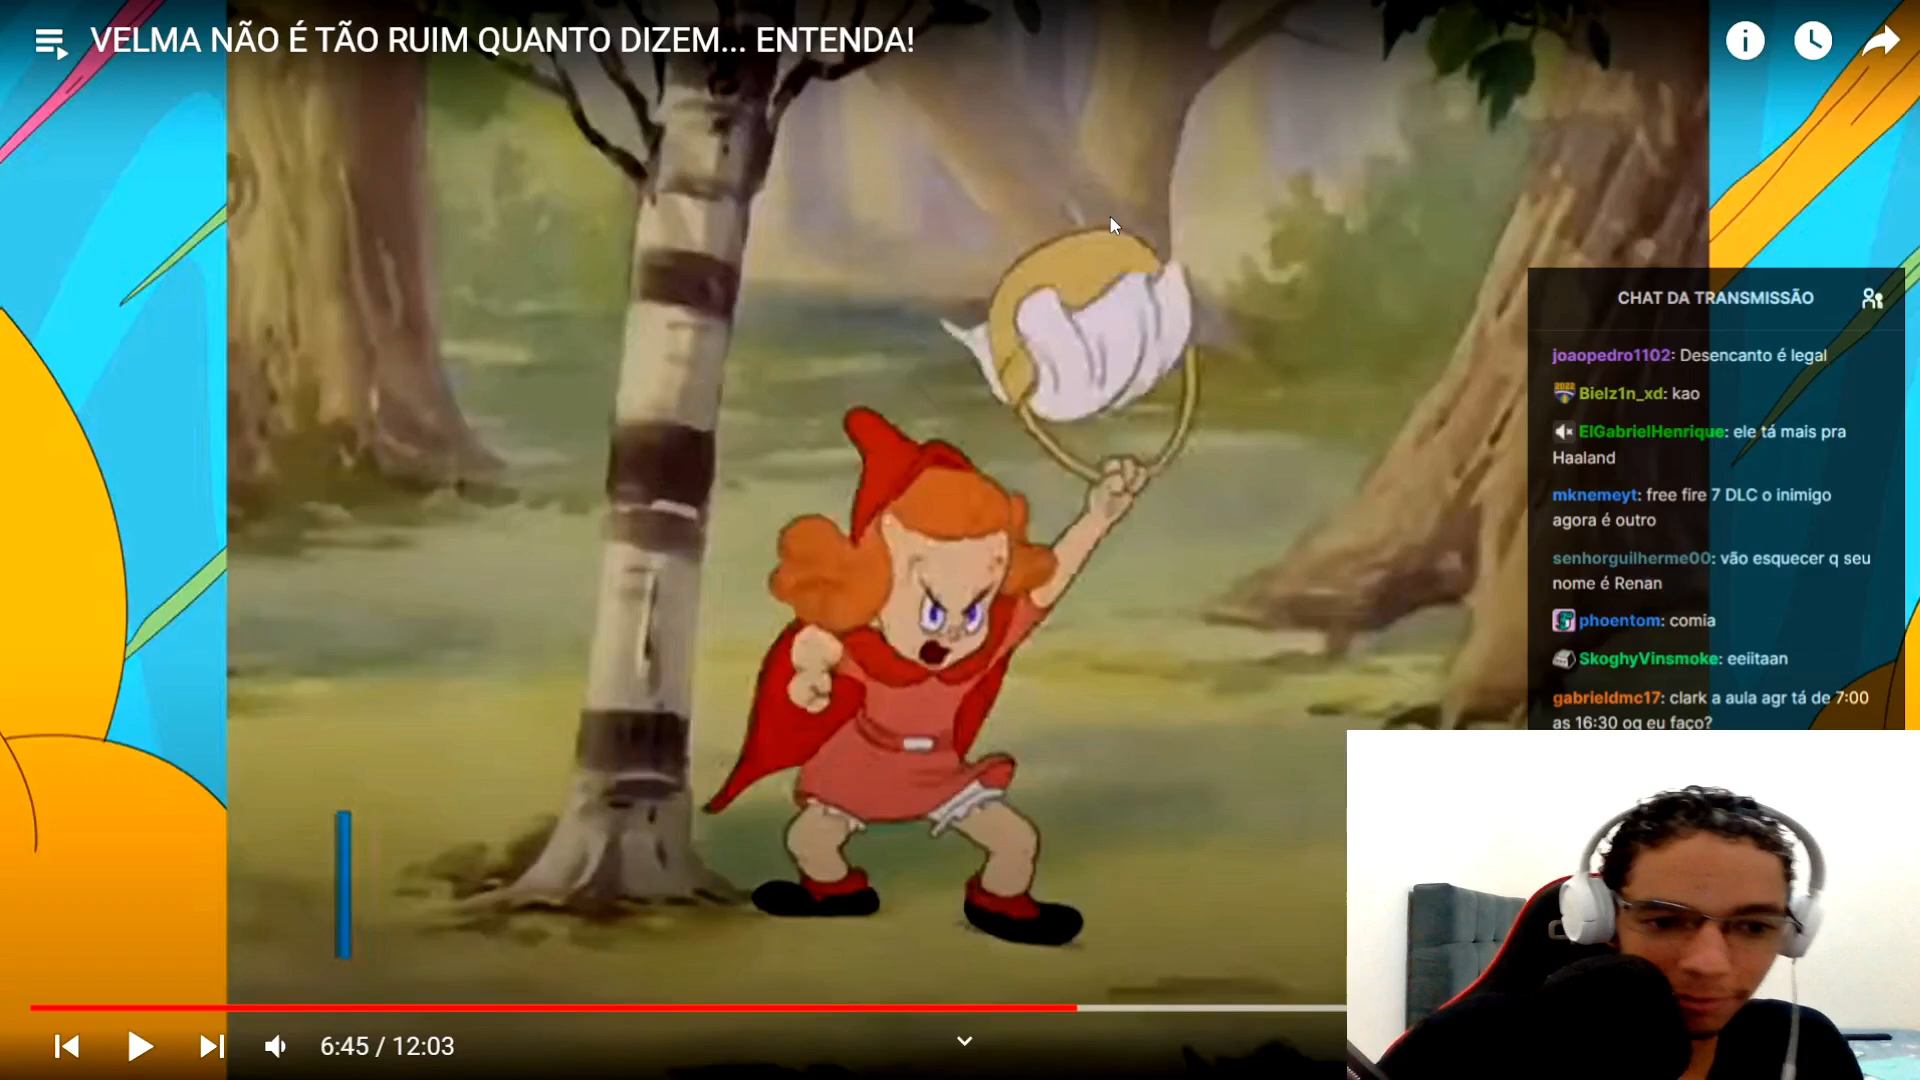 VELMA NÃO É TÃO RUIM QUANTO DIZEM... ENTENDA!
CHAT DA TRANSMISSÃO
joaopedro1102: Desencanto é legal
Bielz1n_xd: kao
ElGabrielHenrique: ele tá mais pra
Haaland
mknemeyt: free fire 7 DLC o inimigo
agora é outro
senhorguilherme00: vão esquecer q seu
nome é Renan
phoentom: comia
SkoghyVinsmoke: eeiitaan
gabrieldmc17: clark a aula agr tá de 7:00
as 16:30 oq eu faço?
6:45 / 12:03